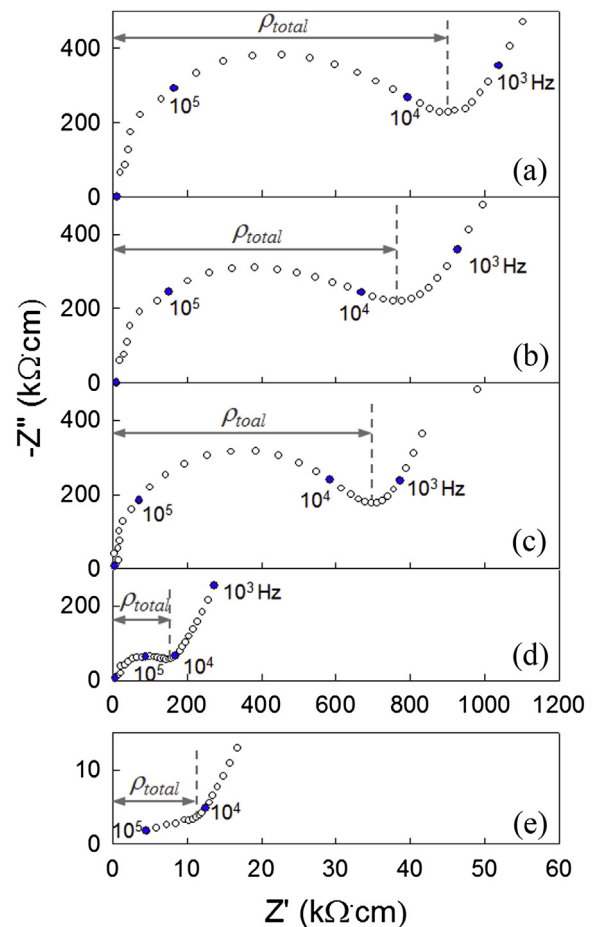 400
200
0
ρtotal
10⁵
10⁴
10³ Hz
(a)
400
200
0
ρtotal
10⁵
10⁴
10³ Hz
(b)
400
200
0
ρtoal
10⁵
10⁴
10³ Hz
(c)
200
0
ρtotal
10⁵
10⁴
10³ Hz
(d)
0 200 400 600 800 1000 1200
10
0
ρtotal
10⁵
10⁴
(e)
0 10 20 30 40 50 60
-Z" (kΩ·cm)
Z' (kΩ·cm)